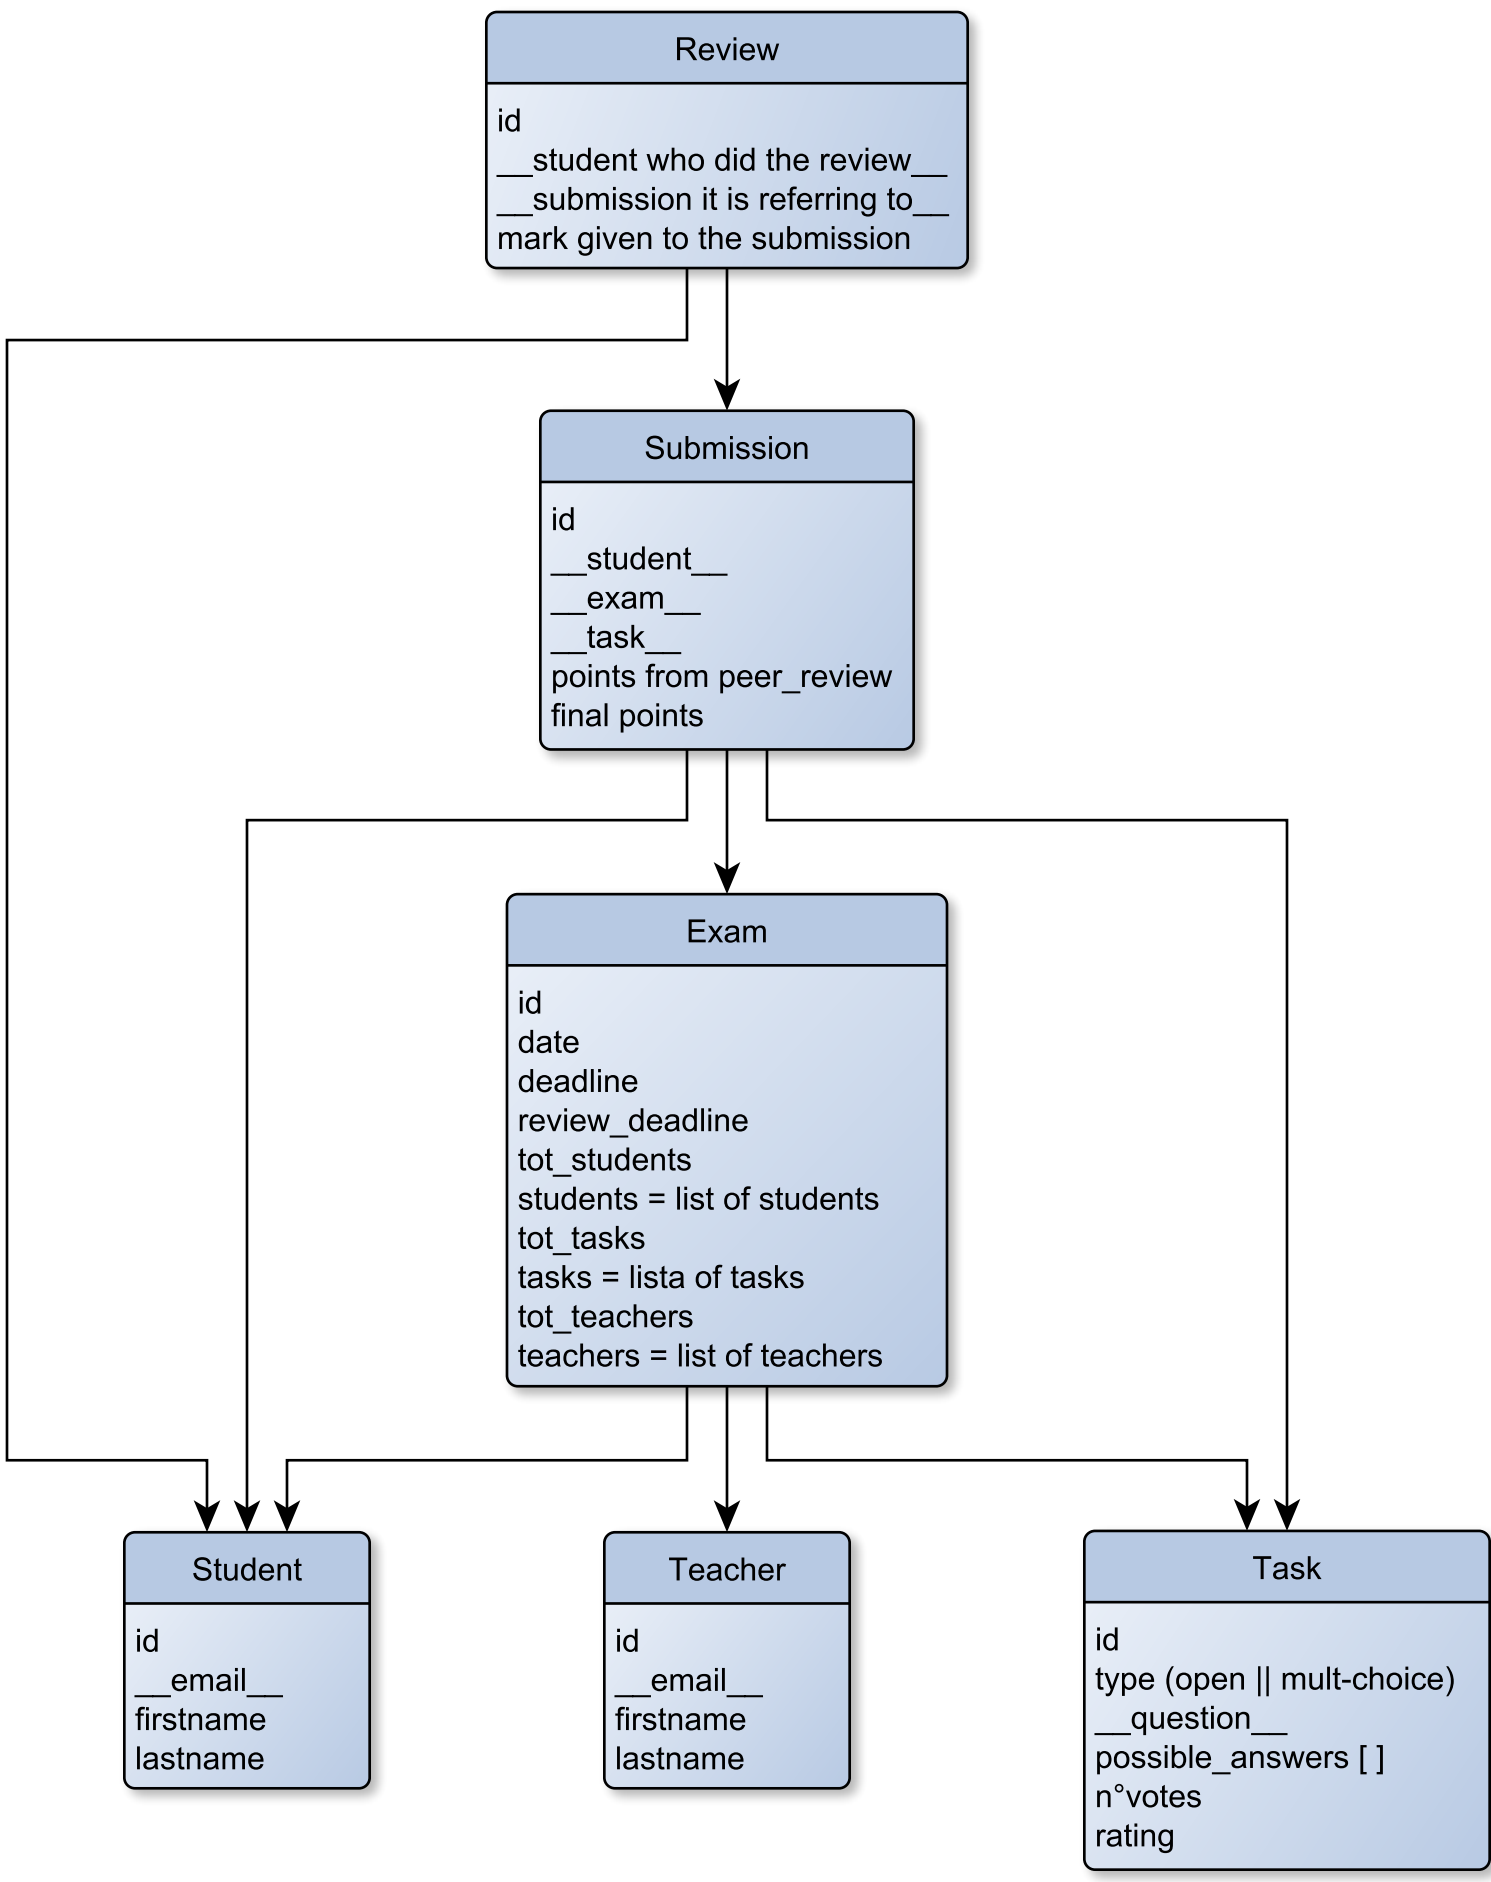 Review
id
__student who did the review__
__submission it is referring to__
mark given to the submission
Submission
id
__student__
__exam__
__task__
points from peer_review
final points
Exam
id
date
deadline
review_deadline
tot_students
students = list of students
tot_tasks
tasks = lista of tasks
tot_teachers
teachers = list of teachers
Student
id
__email__
firstname
lastname
Teacher
id
__email__
firstname
lastname
Task
id
type (open || mult-choice)
__question__
possible_answers [ ]
n°votes
rating